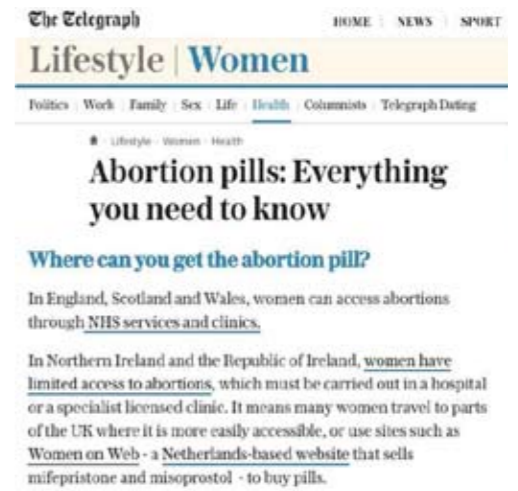 The Telegraph
HOME NEWS SPORT
Lifestyle | Women
Politics Work Family Sex Life Health Columnists Telegraph Dating
Lifestyle Women Health
Abortion pills: Everything
you need to know
Where can you get the abortion pill?
In England, Scotland and Wales, women can access abortions
through NHS services and clinics.
In Northern Ireland and the Republic of Ireland, women have
limited access to abortions, which must be carried out in a hospital
or a specialist licensed clinic. It means many women travel to parts
of the UK where it is more easily accessible, or use sites such as
Women on Web - a Netherlands-based website that sells
mifepristone and misoprostol - to buy pills.